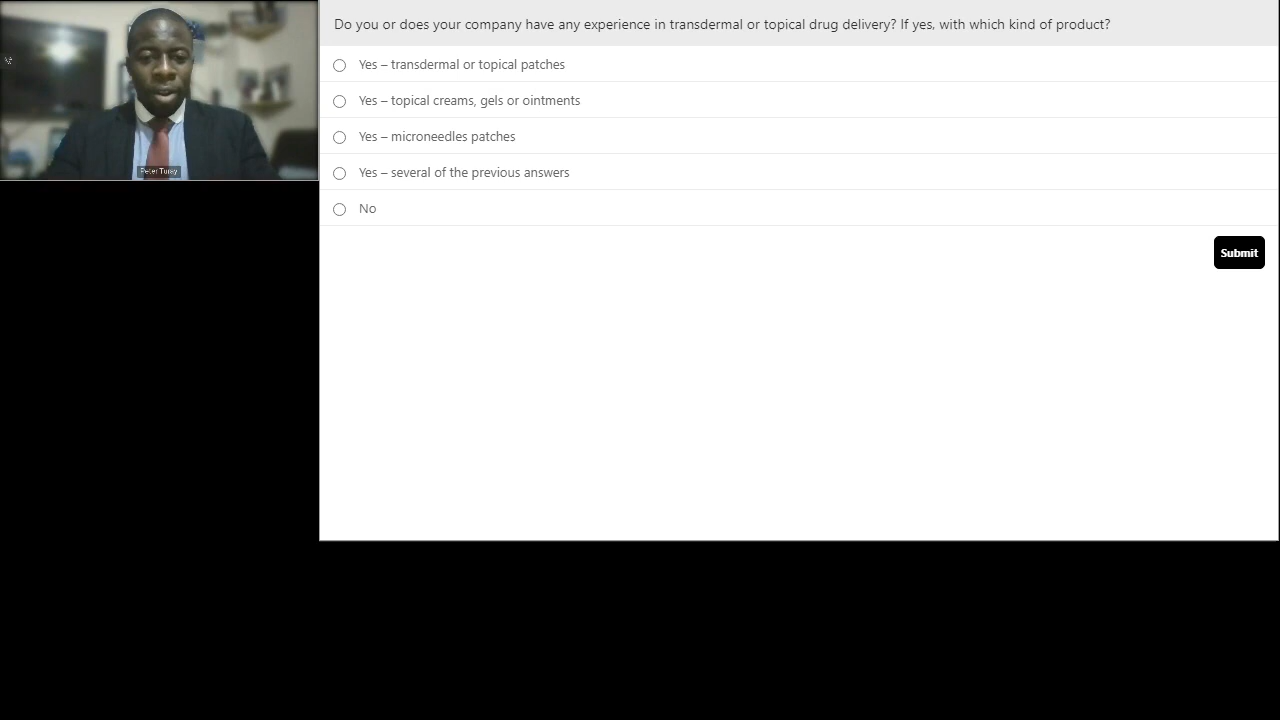 Do you or does your company have any experience in transdermal or topical drug delivery? If yes, with which kind of product?
Yes – transdermal or topical patches
Yes – topical creams, gels or ointments
Yes – microneedles patches
Yes – several of the previous answers
No
Submit
Peter Turay